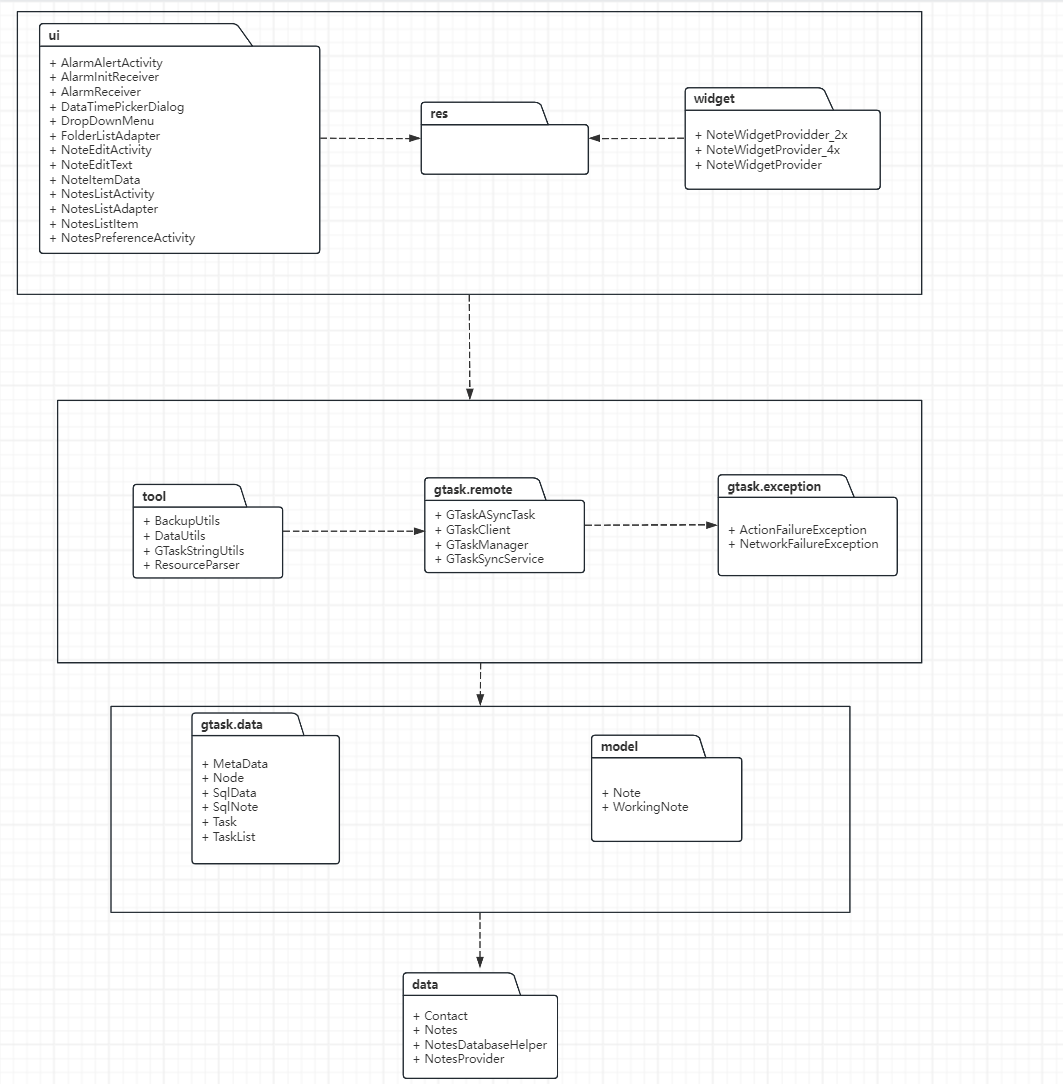 ui
+ AlarmAlertActivity
+ AlarmInitReceiver
+ AlarmReceiver
+ DataTimePickerDialog
+ DropDownMenu
+ FolderListAdapter
+ NoteEditActivity
+ NoteEditText
+ NoteItemData
+ NotesListActivity
+ NotesListAdapter
+ NotesListItem
+ NotesPreferenceActivity
res
widget
+ NoteWidgetProvidder_2x
+ NoteWidgetProvider_4x
+ NoteWidgetProvider
tool
+ BackupUtils
+ DataUtils
+ GTaskStringUtils
+ ResourceParser
gtask.remote
+ GTaskASyncTask
+ GTaskClient
+ GTaskManager
+ GTaskSyncService
gtask.exception
+ ActionFailureException
+ NetworkFailureException
gtask.data
+ MetaData
+ Node
+ SqlData
+ SqlNote
+ Task
+ TaskList
model
+ Note
+ WorkingNote
data
+ Contact
+ Notes
+ NotesDatabaseHelper
+ NotesProvider